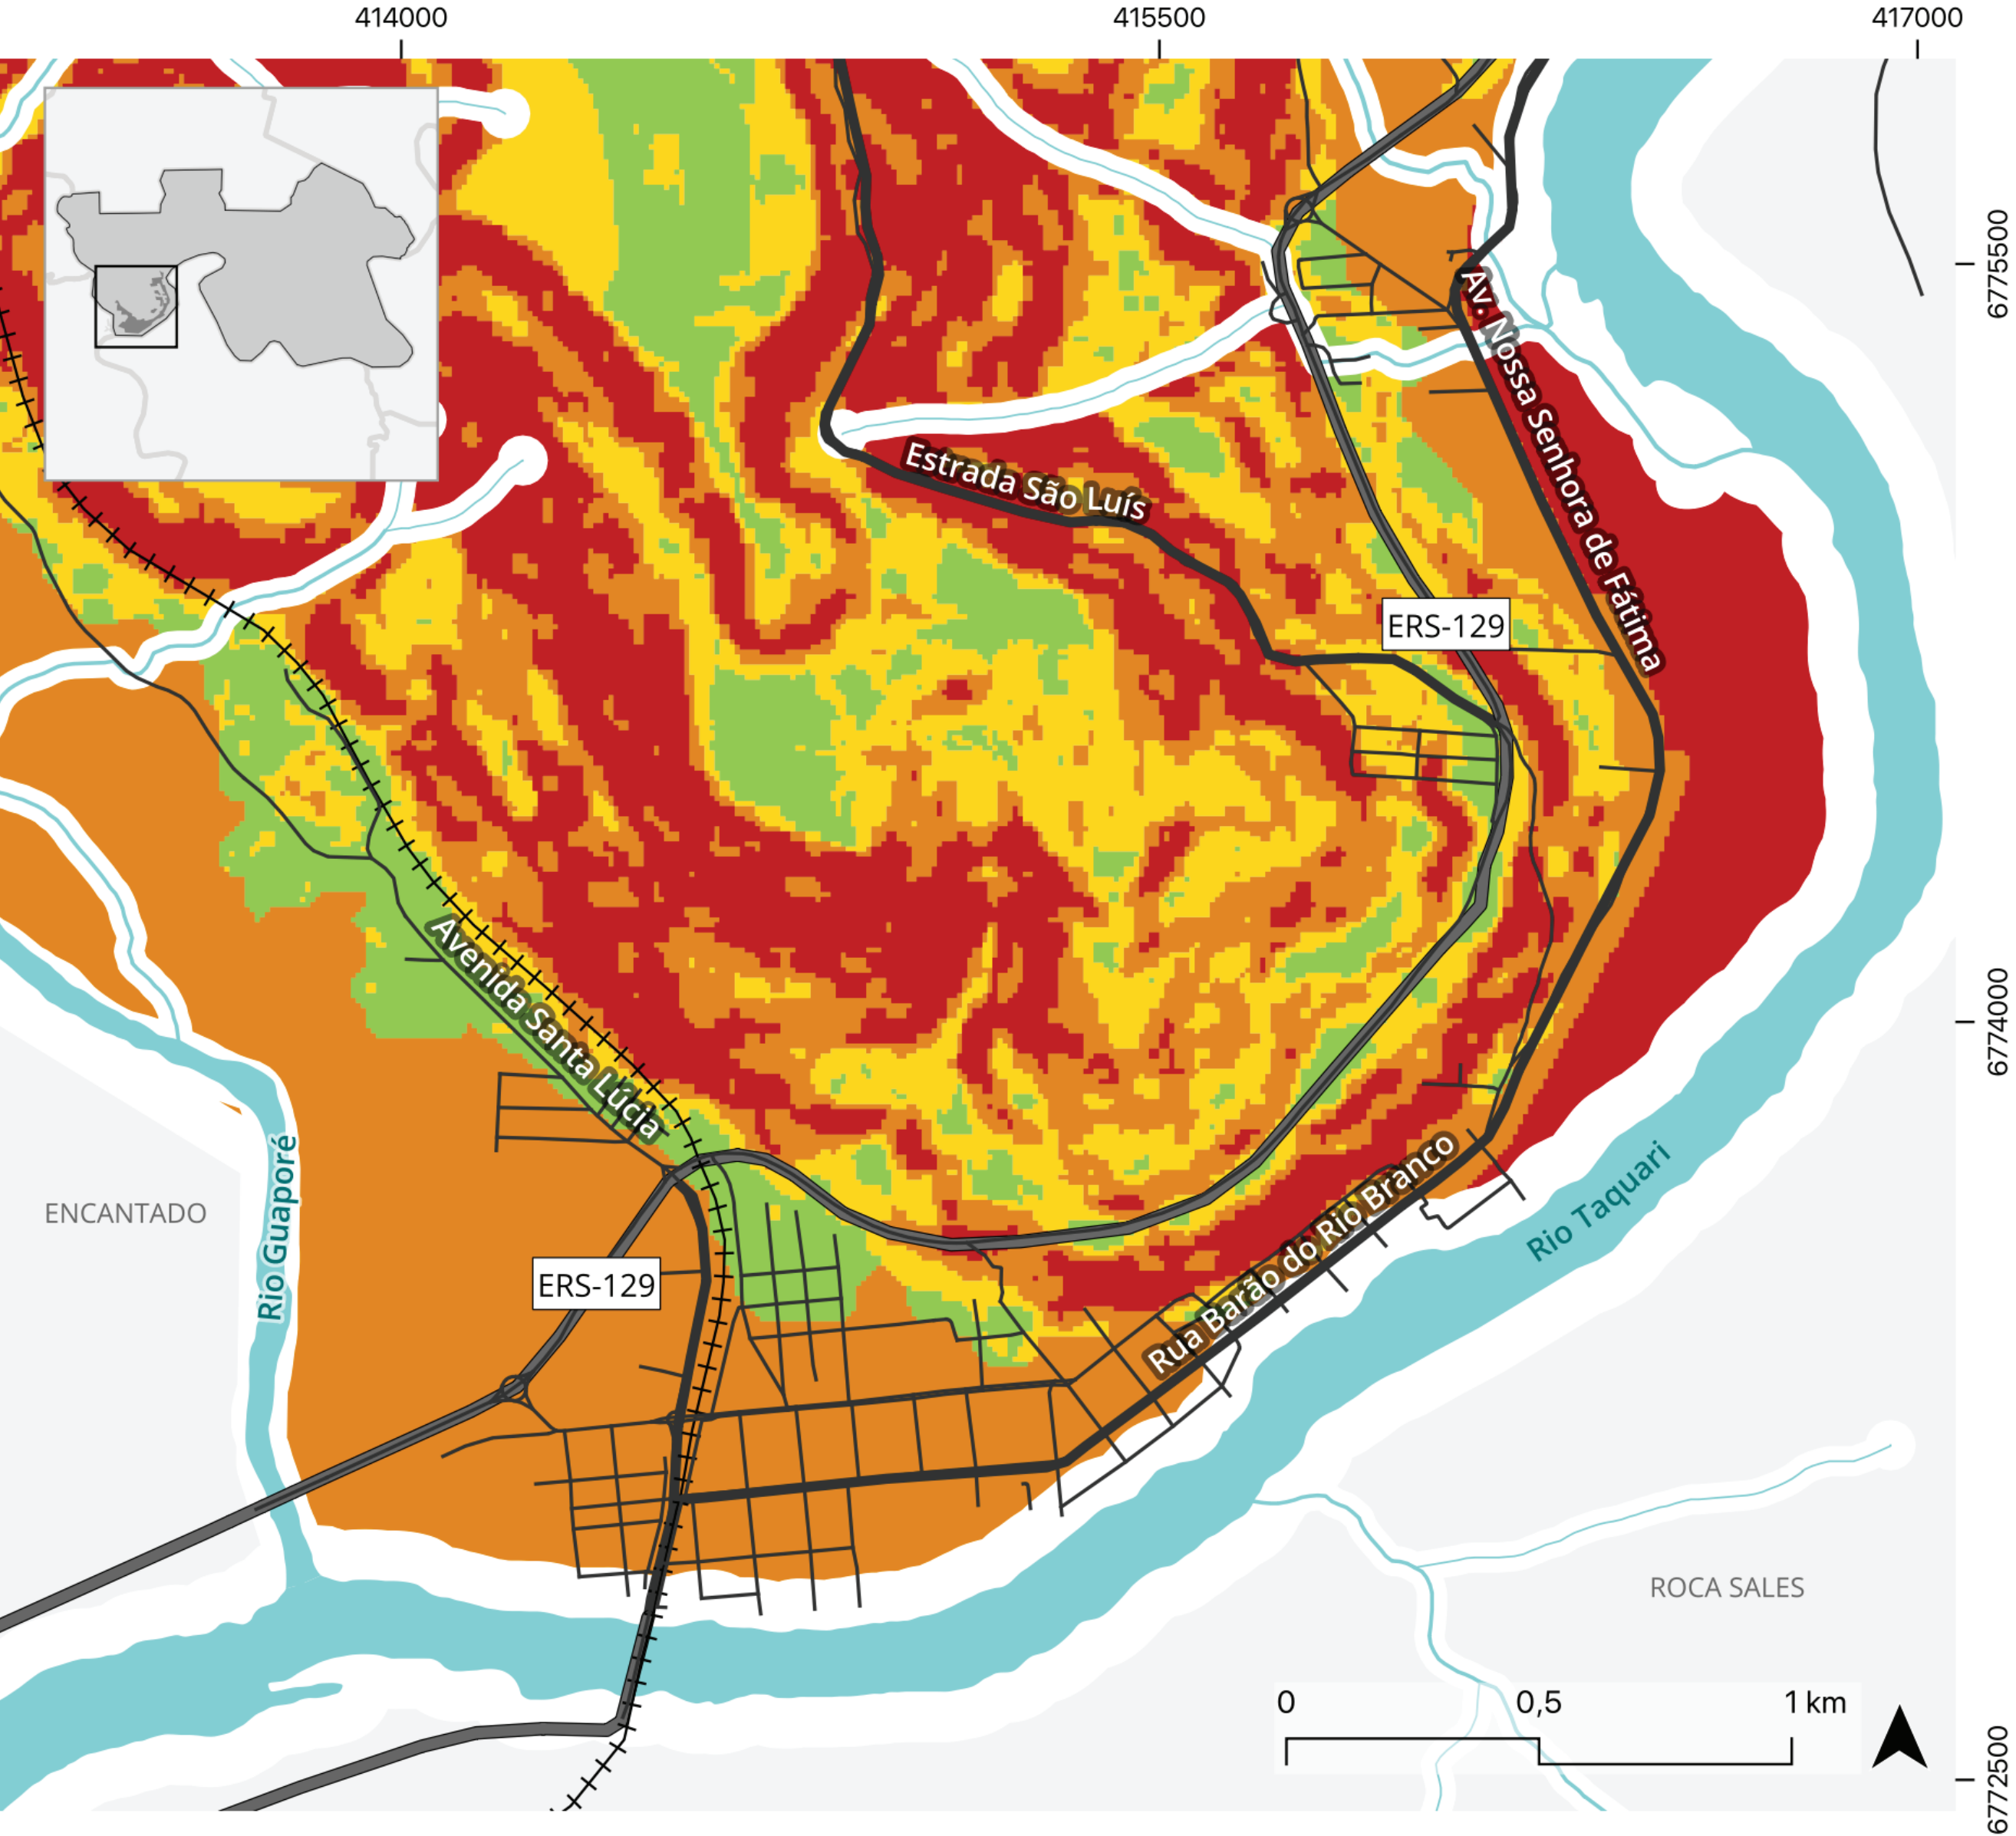 414000
415500
417000
6775500
Av. Nossa Senhora de Fátima
Estrada São Luís
ERS-129
Avenida Santa Lúcia
6774000
Rio Guaporé
ENCANTADO
Rua Barão do Rio Branco
Rio Taquari
ERS-129
ROCA SALES
0 0,5 1 km
6772500